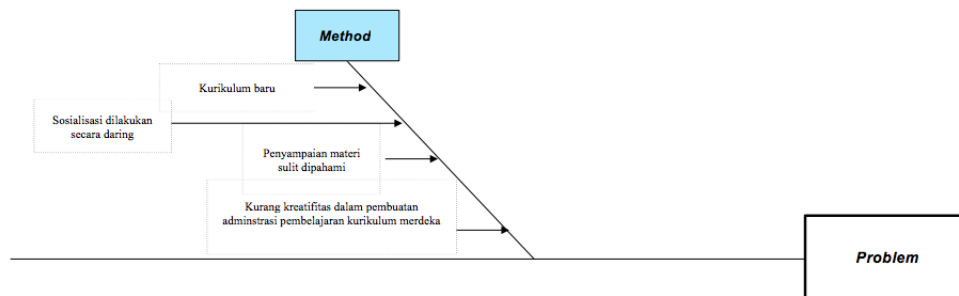 Method
Kurikulum baru
Sosialisasi dilakukan
secara daring
Penyampaian materi
sulit dipahami
Kurang kreatifitas dalam pembuatan
adminstrasi pembelajaran kurikulum merdeka
Problem